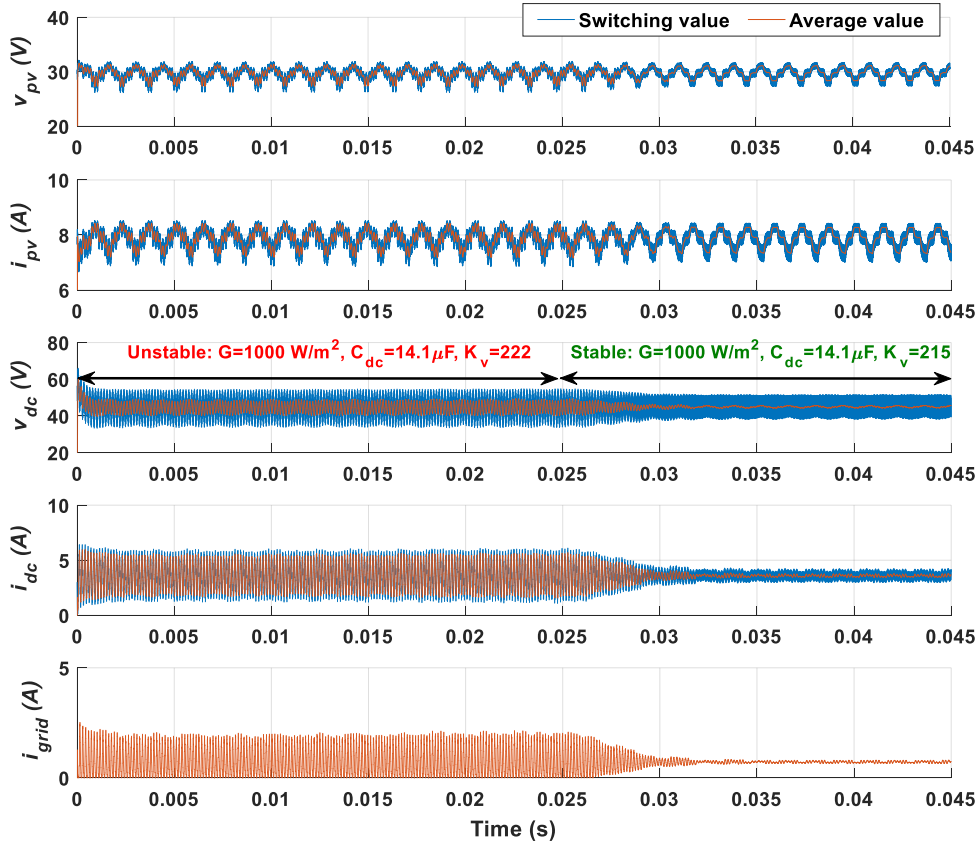 Switching value Average value
40
30
20
v_pv (V)
0 0.005 0.01 0.015 0.02 0.025 0.03 0.035 0.04 0.045
10
8
6
i_pv (A)
0 0.005 0.01 0.015 0.02 0.025 0.03 0.035 0.04 0.045
80
60
40
20
v_dc (V)
Unstable: G=1000 W/m², C_dc=14.1μF, K_v=222 Stable: G=1000 W/m², C_dc=14.1μF, K_v=215
0 0.005 0.01 0.015 0.02 0.025 0.03 0.035 0.04 0.045
10
5
0
i_dc (A)
0 0.005 0.01 0.015 0.02 0.025 0.03 0.035 0.04 0.045
5
0
i_grid (A)
0 0.005 0.01 0.015 0.02 0.025 0.03 0.035 0.04 0.045
Time (s)